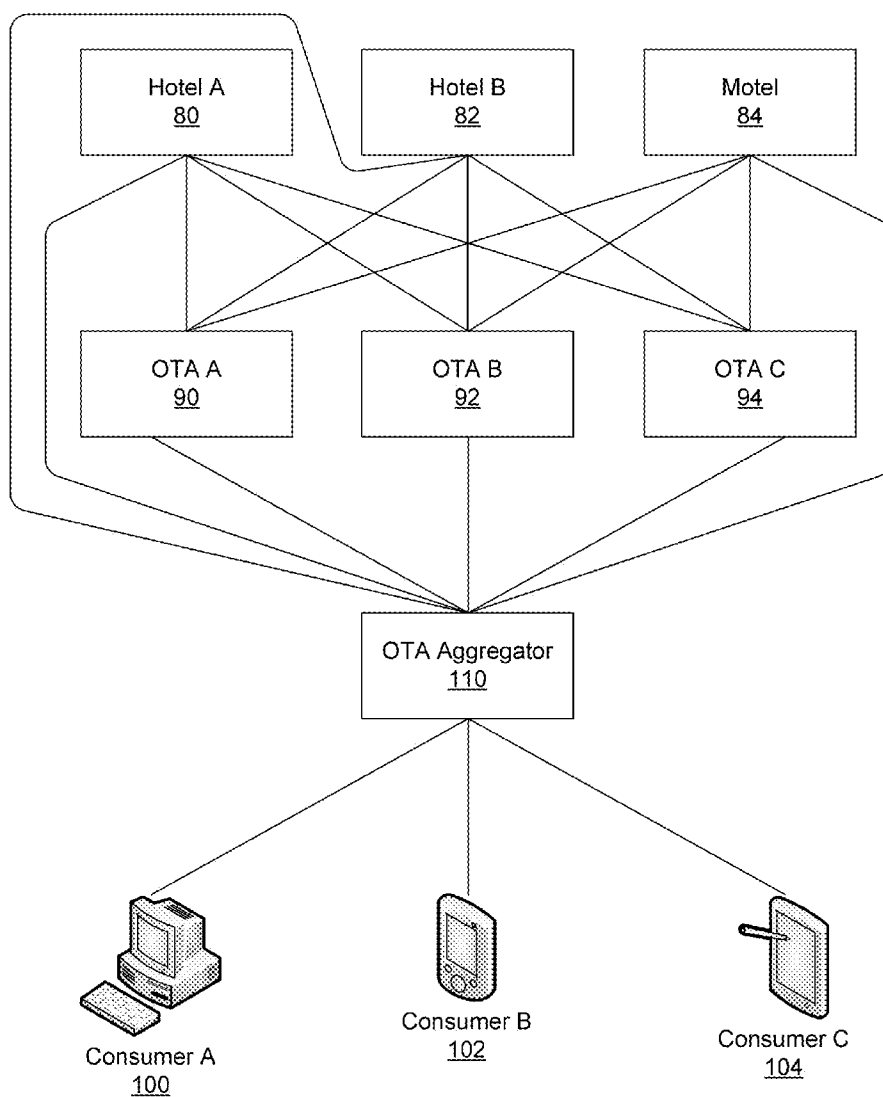 Hotel A
80
Hotel B
82
Motel
84
OTA A
90
OTA B
92
OTA C
94
OTA Aggregator
110
Consumer A
100
Consumer B
102
Consumer C
104